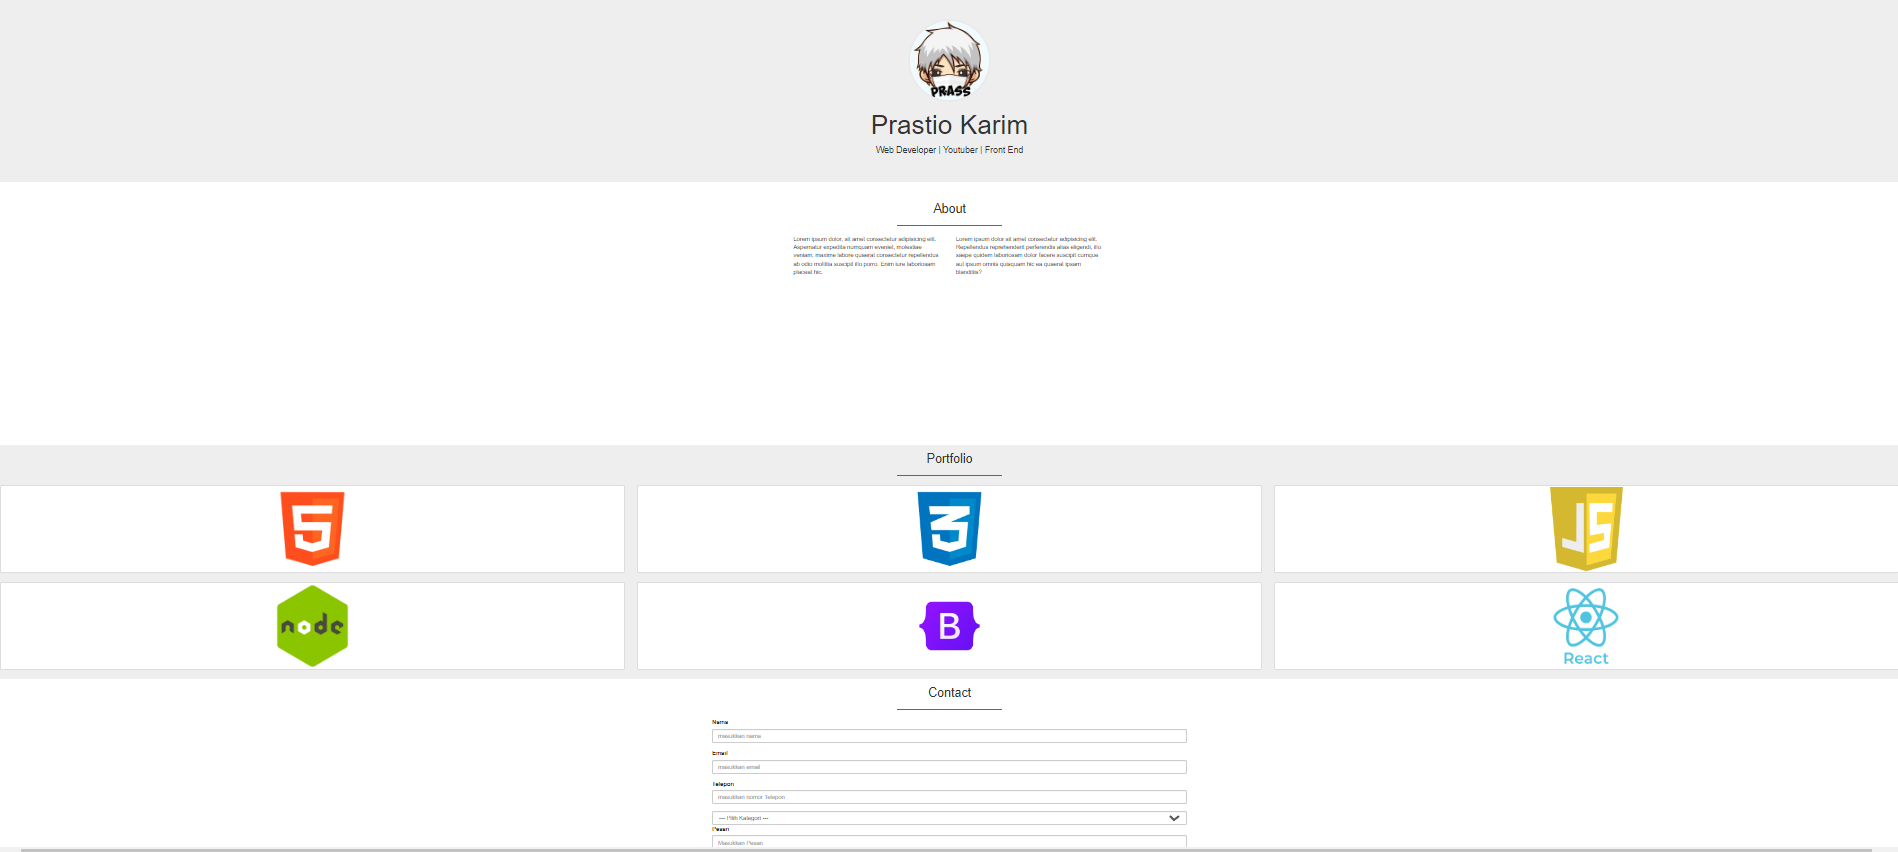 PRASS
Prastio Karim
Web Developer | Youtuber | Front End
About
Lorem ipsum dolor, sit amet consectetur adipisicing elit.
Aspernatur expedita numquam eveniet, molestiae
veniam, maxime labore quaerat consectetur repellendus
ab odio mollitia suscipit illo porro. Enim iure laboriosam
placeat hic.
Lorem ipsum dolor sit amet consectetur adipisicing elit.
Repellendus reprehenderit perferendis alias eligendi, illo
saepe quidem laboriosam dolor facere suscipit cumque
aut ipsum omnis quisquam hic ea quaerat ipsam
blanditiis?
Portfolio
5
3
JS
node
B
React
Contact
Nama
masukkan name
Email
masukkan email
Telepon
masukkan nomor Telepon
--- Pilih Kategori ---
Pesan
Masukkan Pesan